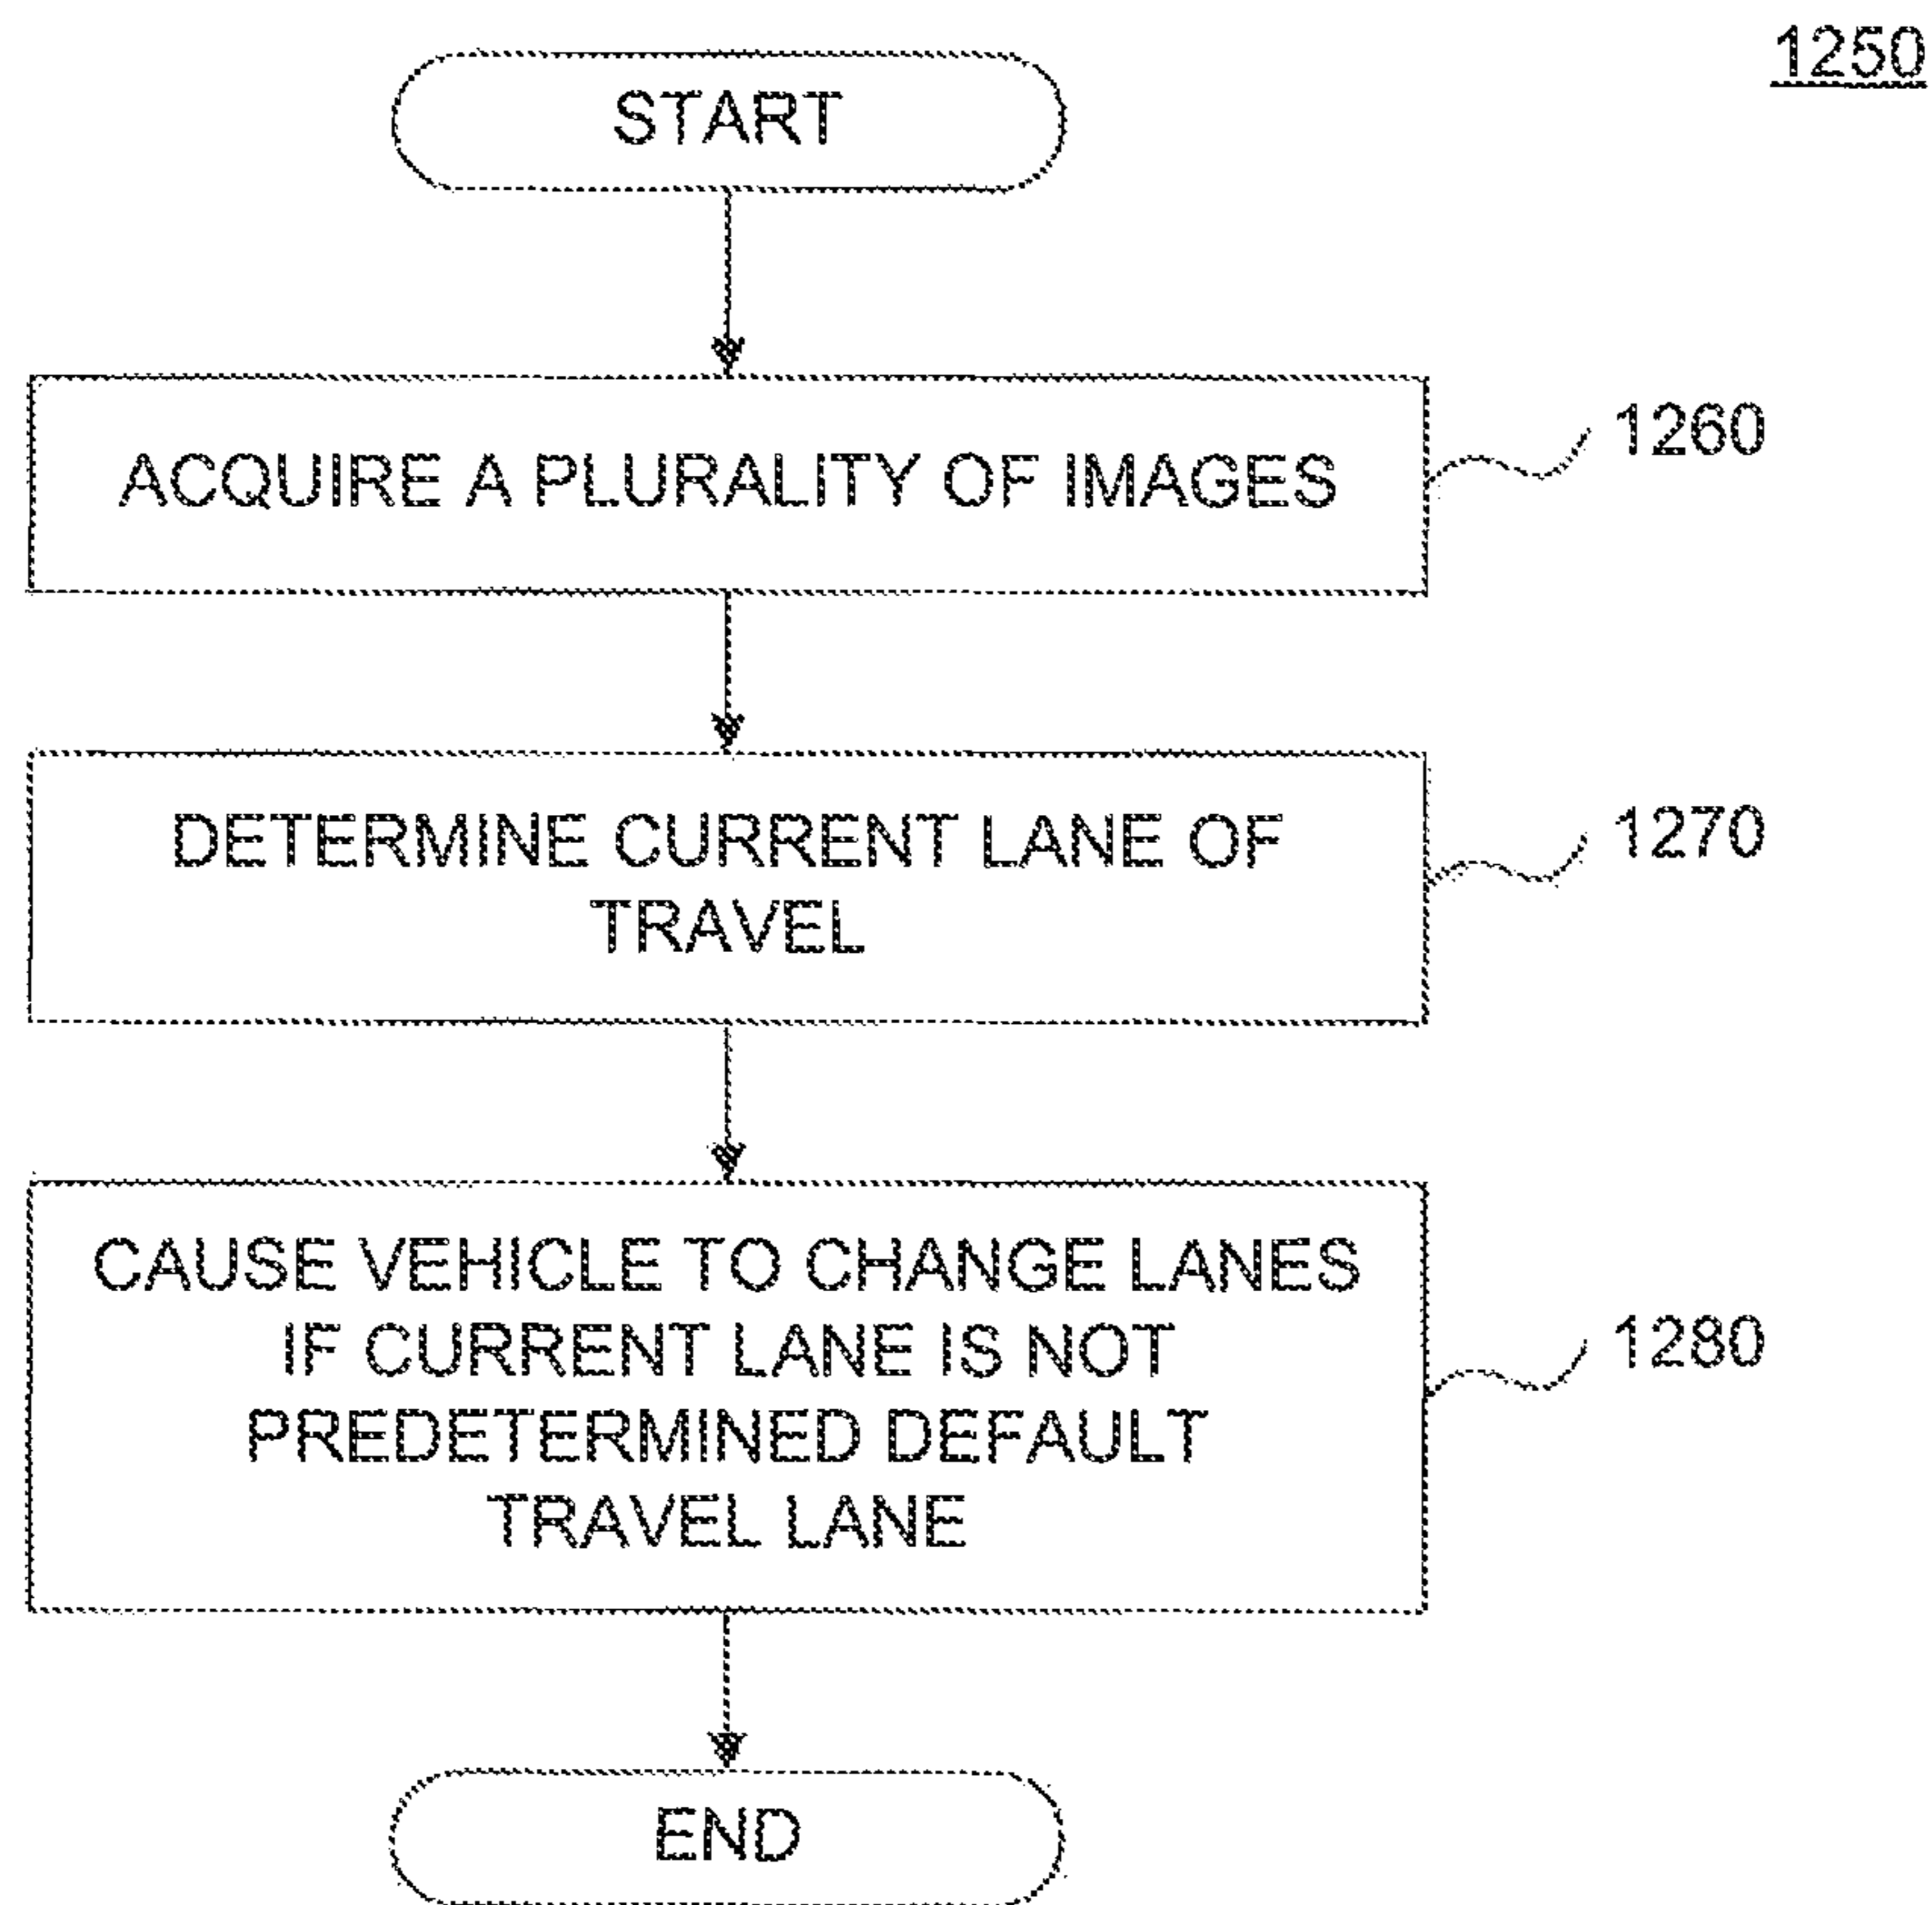 1250
START
ACQUIRE A PLURALITY OF IMAGES
1260
DETERMINE CURRENT LANE OF
TRAVEL
1270
CAUSE VEHICLE TO CHANGE LANES
IF CURRENT LANE IS NOT
PREDETERMINED DEFAULT
TRAVEL LANE
1280
END